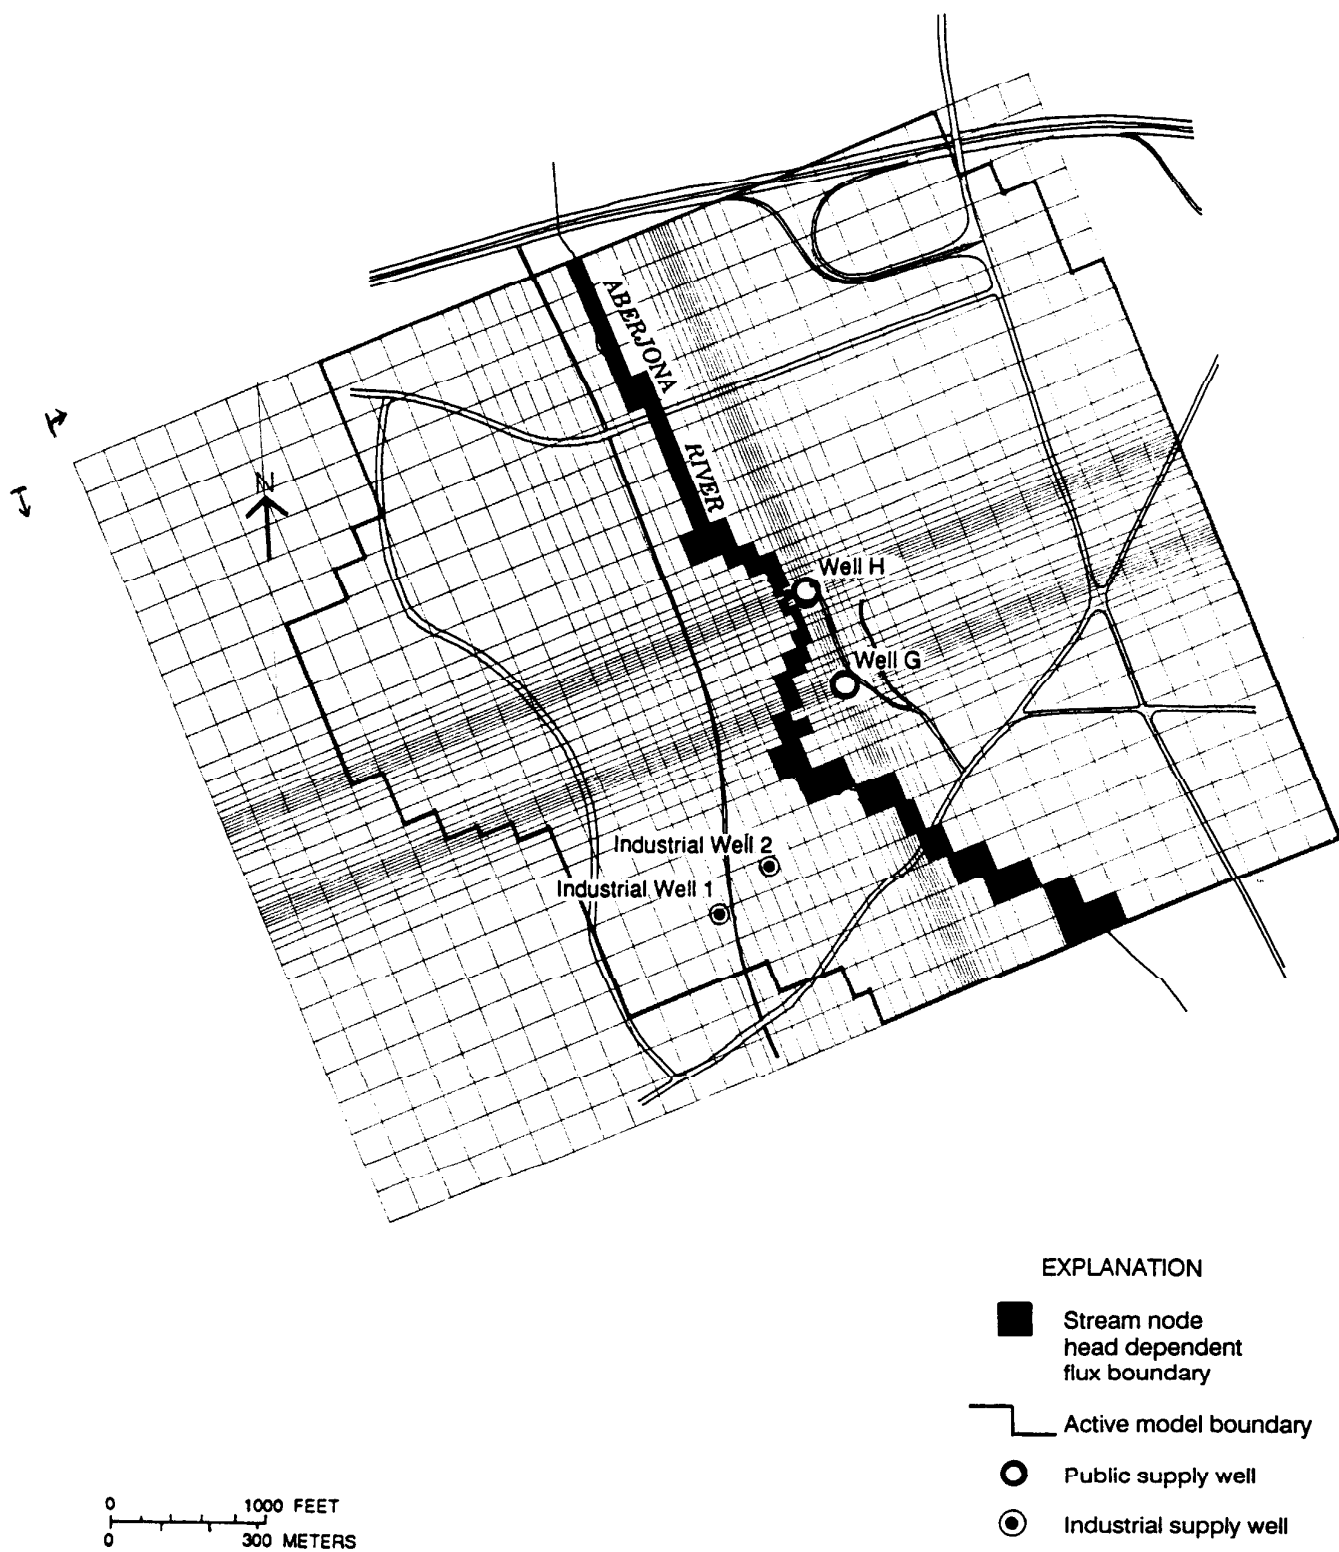 ABERJONA
RIVER
N
Well H
Well G
Industrial Well 2
Industrial Well 1
EXPLANATION
Stream node
head dependent
flux boundary
Active model boundary
Public supply well
Industrial supply well
0 1000 FEET
0 300 METERS